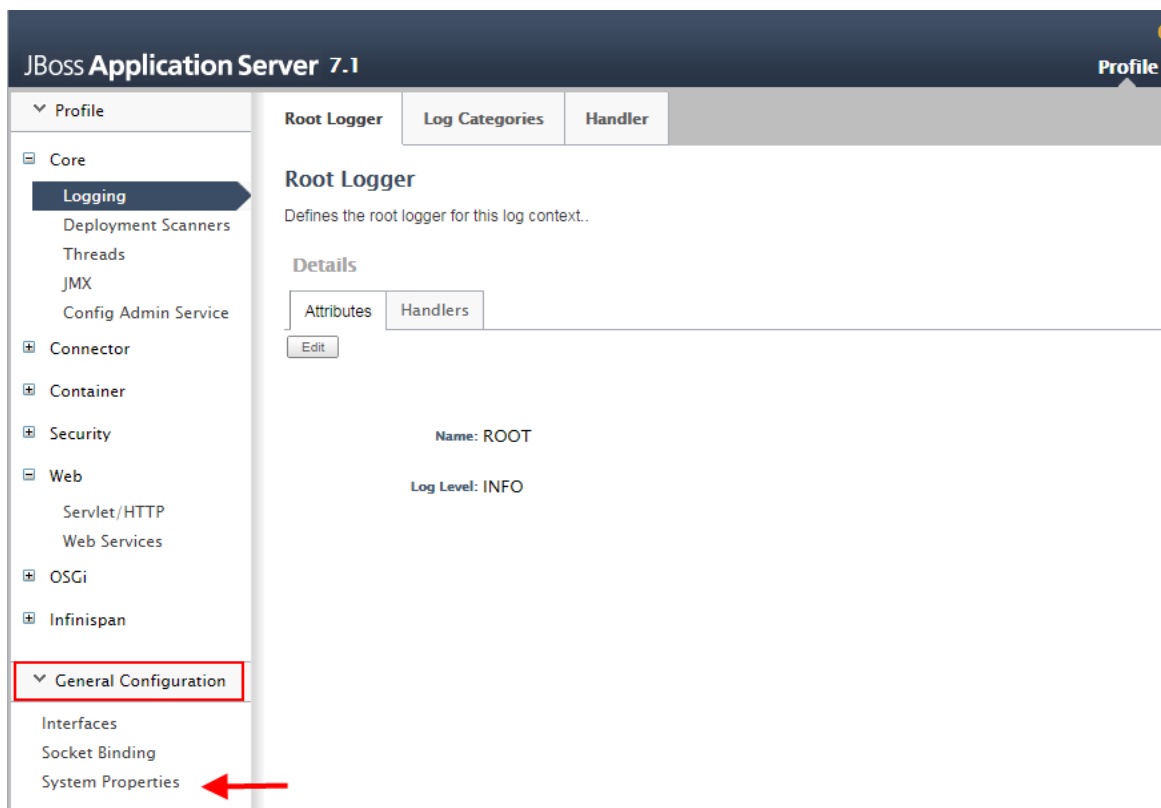 JBoss Application Server 7.1
Profile
Profile
Core
Logging
Deployment Scanners
Threads
JMX
Config Admin Service
Connector
Container
Security
Web
Servlet/HTTP
Web Services
OSGi
Infinispan
General Configuration
Interfaces
Socket Binding
System Properties
Root Logger Log Categories Handler
Root Logger
Defines the root logger for this log context..
Details
Attributes Handlers
Edit
Name: ROOT
Log Level: INFO